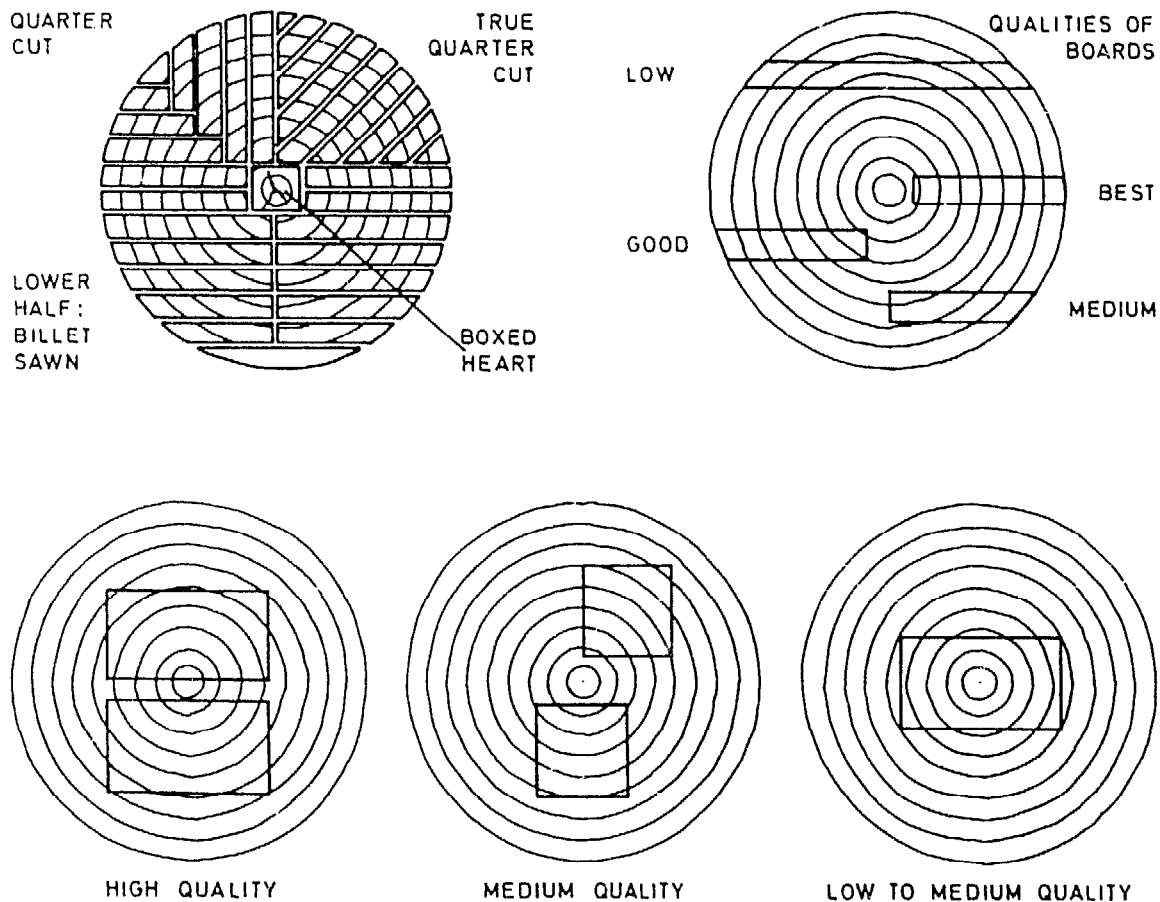 QUARTER
CUT
TRUE
QUARTER
CUT
LOWER
HALF:
BILLET
SAWN
BOXED
HEART
QUALITIES OF
BOARDS
LOW
BEST
GOOD
MEDIUM
HIGH QUALITY
MEDIUM QUALITY
LOW TO MEDIUM QUALITY